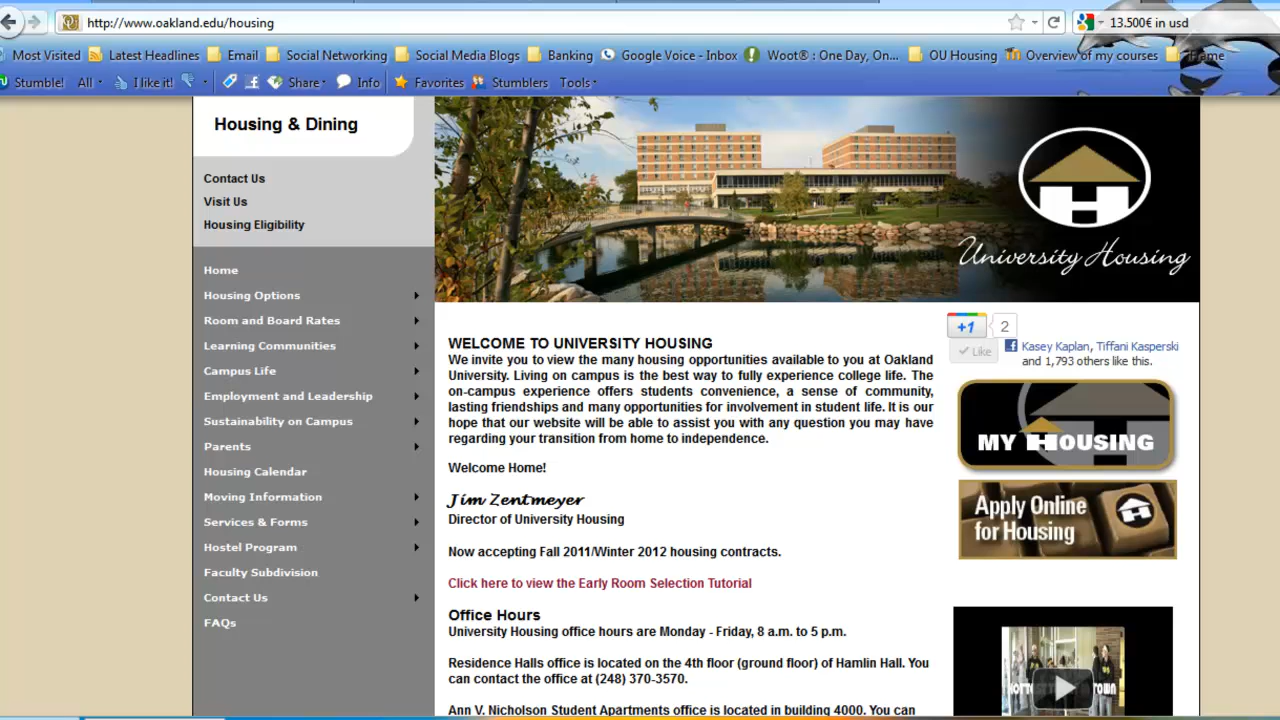 http://www.oakland.edu/housing
13.500€ in usd
Most Visited Latest Headlines Email Social Networking Social Media Blogs Banking Google Voice - Inbox Woot® : One Day, On... OU Housing Overview of my courses iFrame
Stumble! All I like it! Share Info Favorites Stumblers Tools
Housing & Dining
Contact Us
Visit Us
Housing Eligibility
Home
Housing Options
Room and Board Rates
Learning Communities
Campus Life
Employment and Leadership
Sustainability on Campus
Parents
Housing Calendar
Moving Information
Services & Forms
Hostel Program
Faculty Subdivision
Contact Us
FAQs
University Housing
WELCOME TO UNIVERSITY HOUSING
We invite you to view the many housing opportunities available to you at Oakland
University. Living on campus is the best way to fully experience college life. The
on-campus experience offers students convenience, a sense of community,
lasting friendships and many opportunities for involvement in student life. It is our
hope that our website will be able to assist you with any question you may have
regarding your transition from home to independence.
Welcome Home!
Jim Zentmeyer
Director of University Housing
Now accepting Fall 2011/Winter 2012 housing contracts.
Click here to view the Early Room Selection Tutorial
Office Hours
University Housing office hours are Monday - Friday, 8 a.m. to 5 p.m.
Residence Halls office is located on the 4th floor (ground floor) of Hamlin Hall. You
can contact the office at (248) 370-3570.
Ann V. Nicholson Student Apartments office is located in building 4000. You can
+1 2
Like
Kasey Kaplan, Tiffani Kasperski
and 1,793 others like this.
MY HOUSING
Apply Online
for Housing